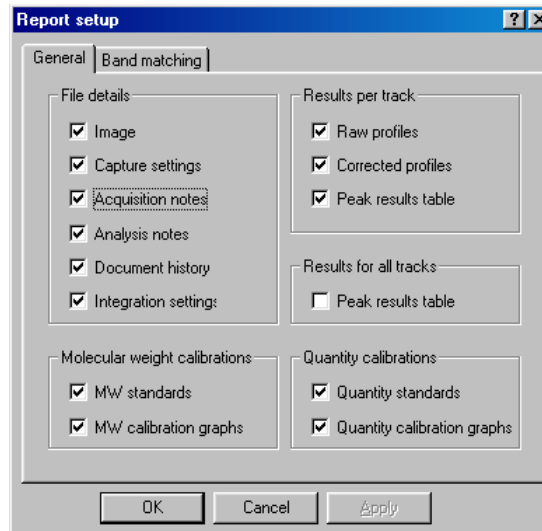 Report setup
General
Band matching
File details
Image
Capture settings
Acquisition notes
Analysis notes
Document history
Integration settings
Results per track
Raw profiles
Corrected profiles
Peak results table
Results for all tracks
Peak results table
Molecular weight calibrations
MW standards
MW calibration graphs
Quantity calibrations
Quantity standards
Quantity calibration graphs
OK
Cancel
Apply